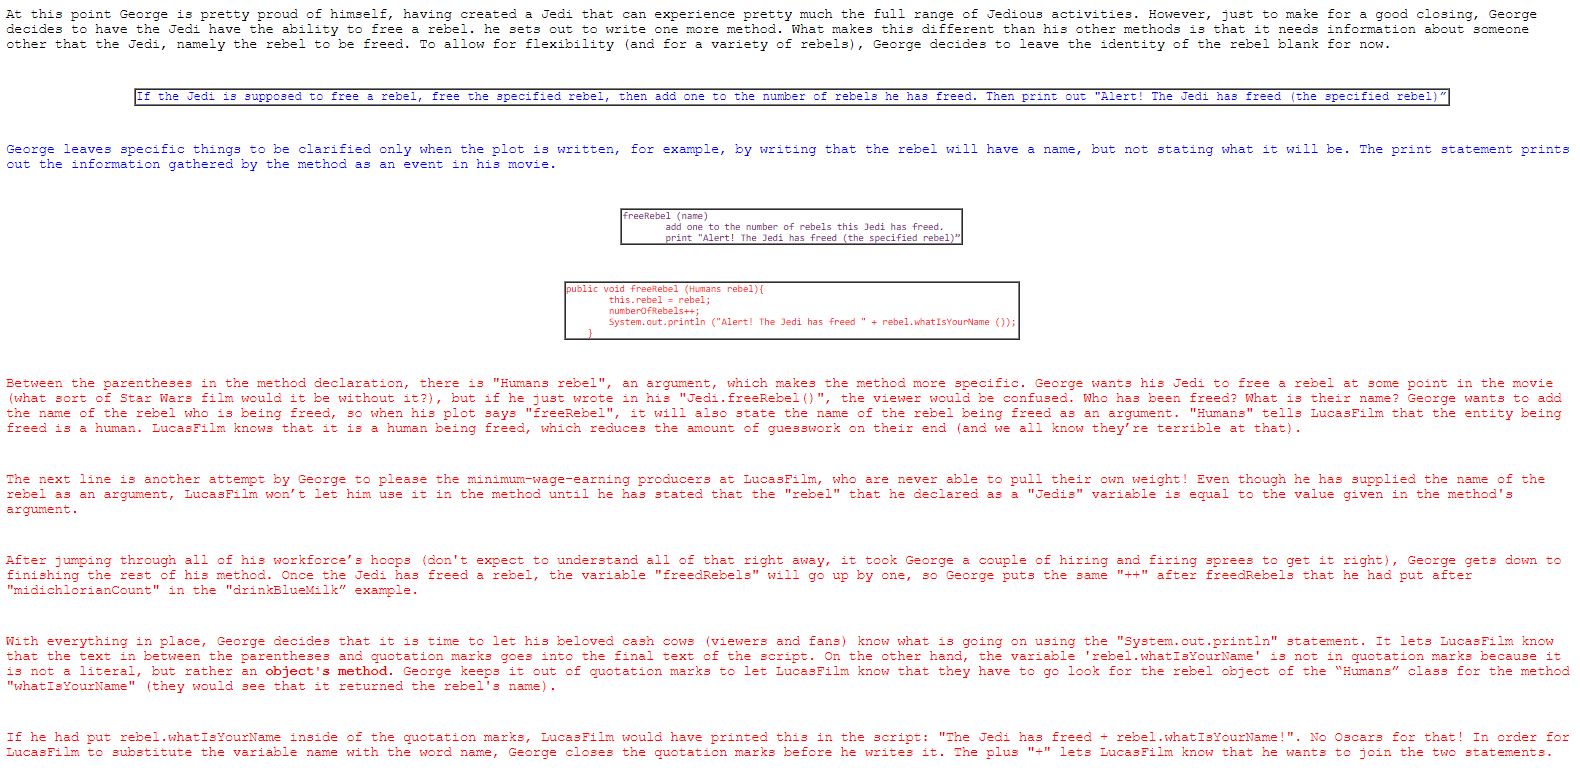 At this point George is pretty proud of himself, having created a Jedi that can experience pretty much the full range of Jedious activities. However, just to make for a good closing, George
decides to have the Jedi have the ability to free a rebel. he sets out to write one more method. What makes this different than his other methods is that it needs information about someone
other that the Jedi, namely the rebel to be freed. To allow for flexibility (and for a variety of rebels), George decides to leave the identity of the rebel blank for now.
If the Jedi is supposed to free a rebel, free the specified rebel, then add one to the number of rebels he has freed. Then print out "Alert! The Jedi has freed (the specified rebel)”
George leaves specific things to be clarified only when the plot is written, for example, by writing that the rebel will have a name, but not stating what it will be. The print statement prints
out the information gathered by the method as an event in his movie.
freeRebel (name)
add one to the number of rebels this Jedi has freed.
print "Alert! The Jedi has freed (the specified rebel)”
public void freeRebel (Humans rebel){
this.rebel = rebel;
numberOfRebels++;
System.out.println ("Alert! The Jedi has freed " + rebel.whatIsYourName ());
}
Between the parentheses in the method declaration, there is "Humans rebel", an argument, which makes the method more specific. George wants his Jedi to free a rebel at some point in the movie
(what sort of Star Wars film would it be without it?), but if he just wrote in his "Jedi.freeRebel()", the viewer would be confused. Who has been freed? What is their name? George wants to add
the name of the rebel who is being freed, so when his plot says "freeRebel", it will also state the name of the rebel being freed as an argument. "Humans" tells LucasFilm that the entity being
freed is a human. LucasFilm knows that it is a human being freed, which reduces the amount of guesswork on their end (and we all know they’re terrible at that).
The next line is another attempt by George to please the minimum-wage-earning producers at LucasFilm, who are never able to pull their own weight! Even though he has supplied the name of the
rebel as an argument, LucasFilm won’t let him use it in the method until he has stated that the "rebel" that he declared as a "Jedis" variable is equal to the value given in the method's
argument.
After jumping through all of his workforce’s hoops (don't expect to understand all of that right away, it took George a couple of hiring and firing sprees to get it right), George gets down to
finishing the rest of his method. Once the Jedi has freed a rebel, the variable "freedRebels" will go up by one, so George puts the same "++" after freedRebels that he had put after
"midichlorianCount" in the "drinkBlueMilk” example.
With everything in place, George decides that it is time to let his beloved cash cows (viewers and fans) know what is going on using the "System.out.println" statement. It lets LucasFilm know
that the text in between the parentheses and quotation marks goes into the final text of the script. On the other hand, the variable 'rebel.whatIsYourName' is not in quotation marks because it
is not a literal, but rather an object's method. George keeps it out of quotation marks to let LucasFilm know that they have to go look for the rebel object of the “Humans” class for the method
"whatIsYourName" (they would see that it returned the rebel's name).
If he had put rebel.whatIsYourName inside of the quotation marks, LucasFilm would have printed this in the script: "The Jedi has freed + rebel.whatIsYourName!". No Oscars for that! In order for
LucasFilm to substitute the variable name with the word name, George closes the quotation marks before he writes it. The plus "+" lets LucasFilm know that he wants to join the two statements.